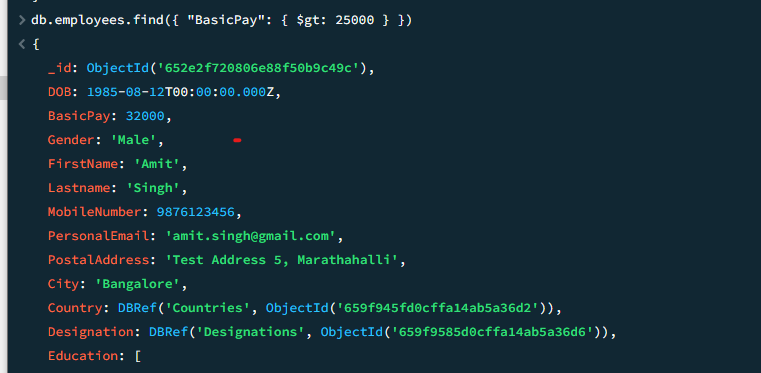 db.employees.find({ "BasicPay": { $gt: 25000 } })
{
_id: ObjectId('652e2f720806e88f50b9c49c'),
DOB: 1985-08-12T00:00:00.000Z,
BasicPay: 32000,
Gender: 'Male',
FirstName: 'Amit',
Lastname: 'Singh',
MobileNumber: 9876123456,
PersonalEmail: 'amit.singh@gmail.com',
PostalAddress: 'Test Address 5, Marathahalli',
City: 'Bangalore',
Country: DBRef('Countries', ObjectId('659f945fd0cffa14ab5a36d2')),
Designation: DBRef('Designations', ObjectId('659f9585d0cffa14ab5a36d6')),
Education: [